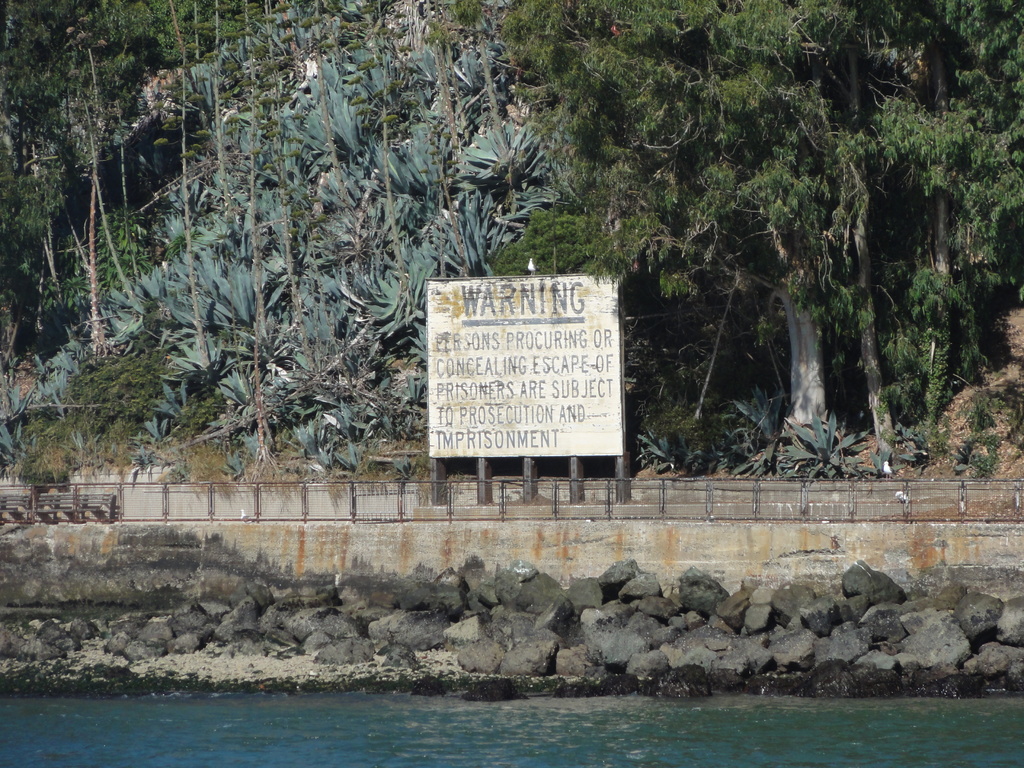 WARNING
PERSONS PROCURING OR
CONCEALING ESCAPE OF
PRISONERS ARE SUBJECT
TO PROSECUTION AND
IMPRISONMENT